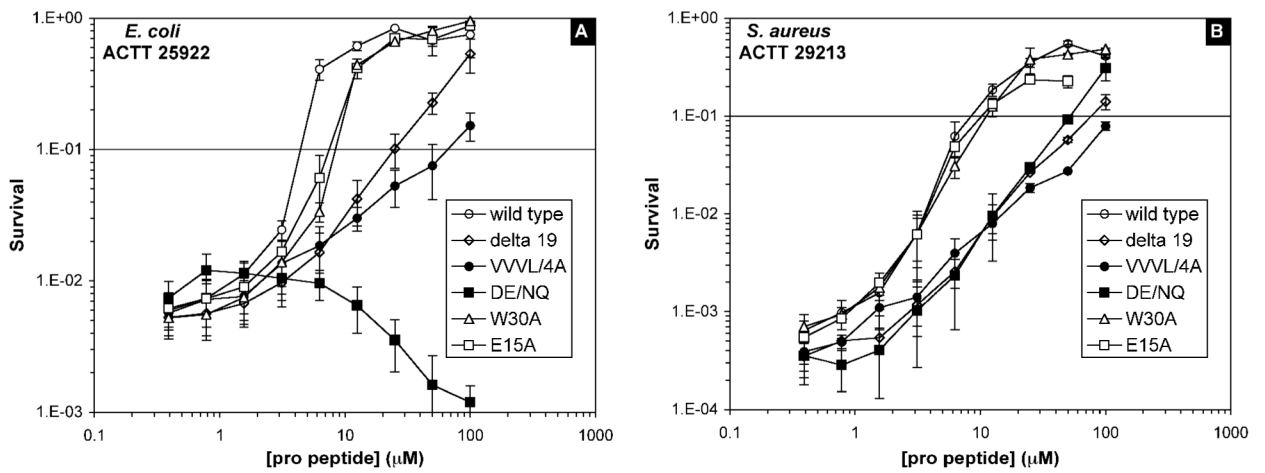 E. coli
ACTT 25922
A
1.E+00
1.E-01
1.E-02
1.E-03
Survival
0.1
1
10
100
1000
[pro peptide] (μM)
wild type
delta 19
VVVL/4A
DE/NQ
W30A
E15A
S. aureus
ACTT 29213
B
1.E+00
1.E-01
1.E-02
1.E-03
1.E-04
Survival
0.1
1
10
100
1000
[pro peptide] (μM)
wild type
delta 19
VVVL/4A
DE/NQ
W30A
E15A